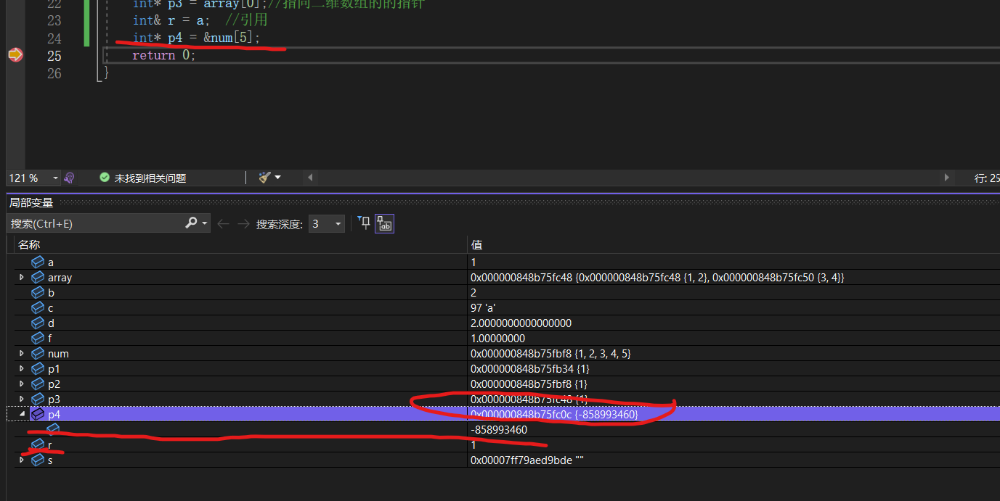 22 int* p3 = array[0];//指向二维数组的的指针
23 int& r = a; //引用
24 int* p4 = &num[5];
25 return 0;
26 }
121 % 未找到相关问题 行: 25
局部变量
搜索(Ctrl+E) 搜索深度: 3
名称 值
a 1
array 0x000000848b75fc48 {0x000000848b75fc48 {1, 2}, 0x000000848b75fc50 {3, 4}}
b 2
c 97 'a'
d 2.0000000000000000
f 1.00000000
num 0x000000848b75fbf8 {1, 2, 3, 4, 5}
p1 0x000000848b75fb34 {1}
p2 0x000000848b75fbf8 {1}
p3 0x000000848b75fc48 {1}
p4 0x000000848b75fc0c {-858993460}
-858993460
r 1
s 0x00007ff79aed9bde ""